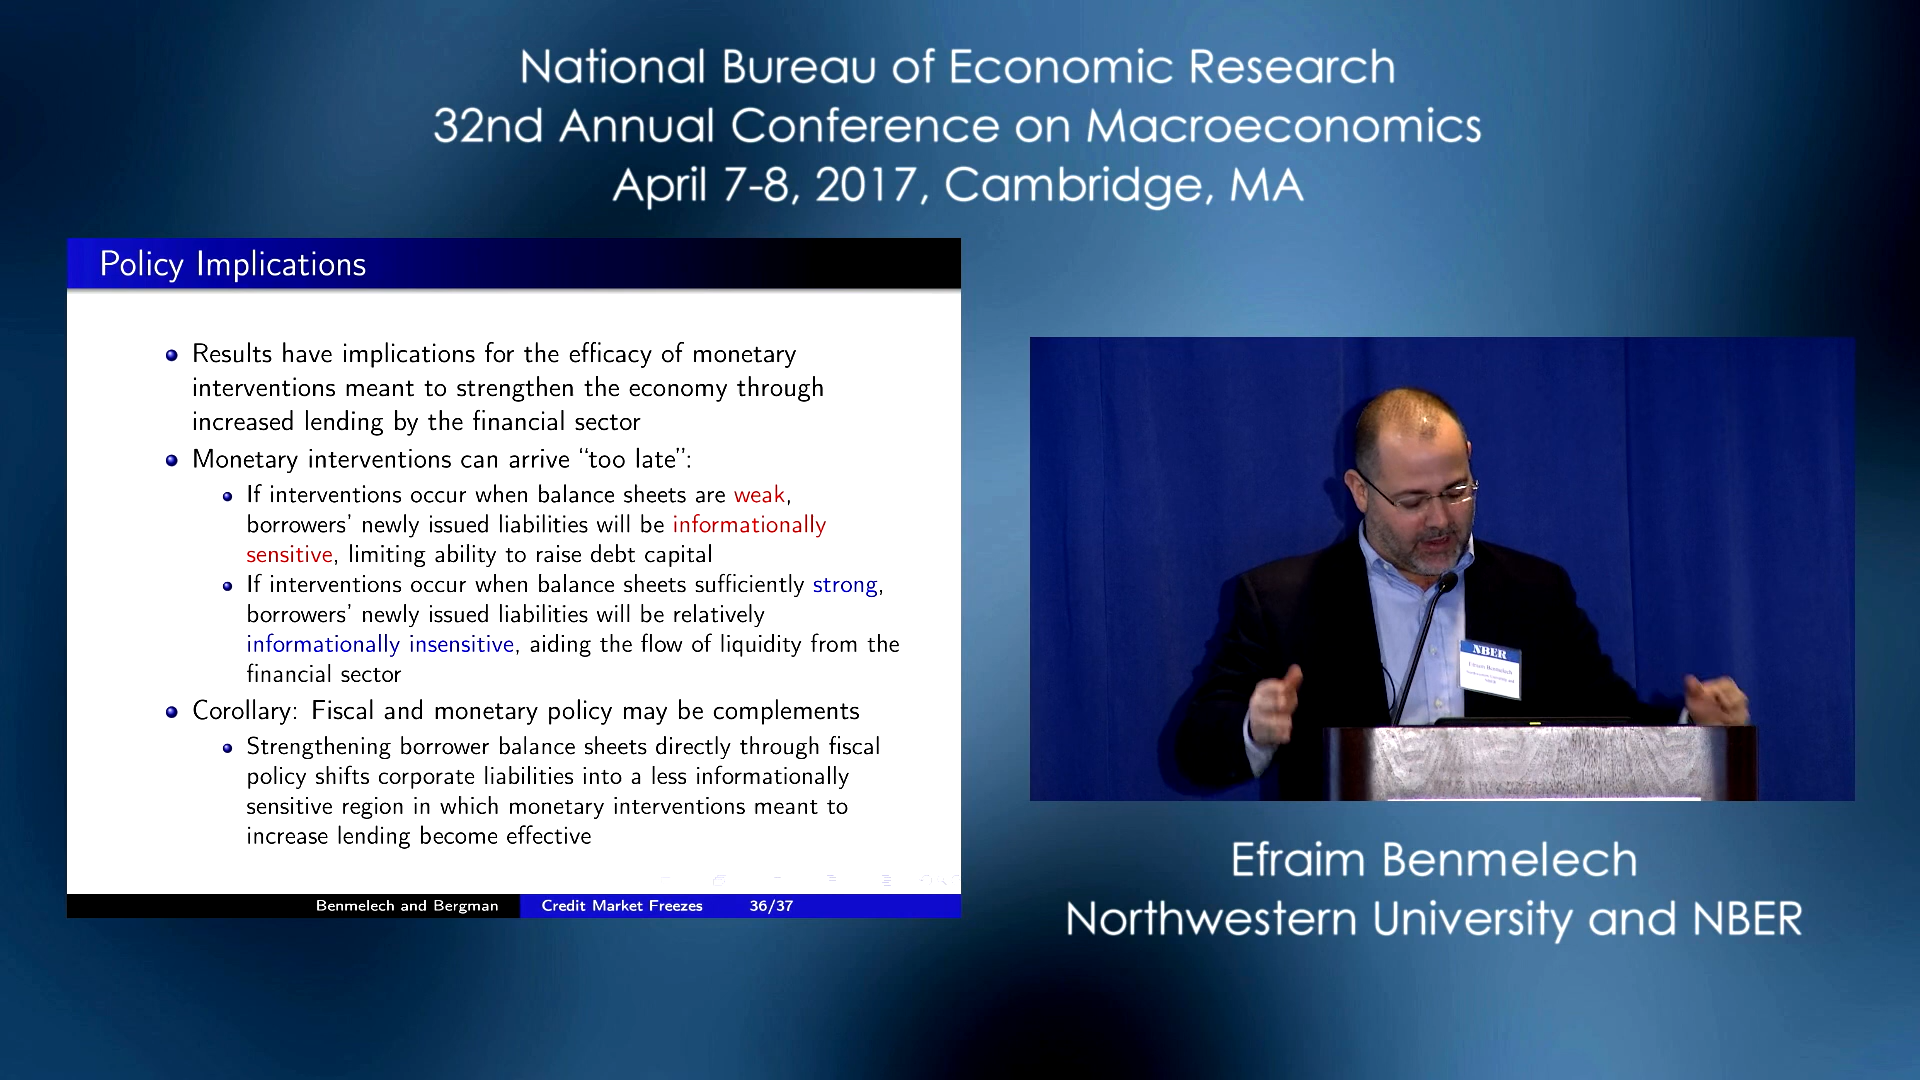 National Bureau of Economic Research
32nd Annual Conference on Macroeconomics
April 7-8, 2017, Cambridge, MA
Policy Implications
Results have implications for the efficacy of monetary
interventions meant to strengthen the economy through
increased lending by the financial sector
Monetary interventions can arrive “too late”:
If interventions occur when balance sheets are weak,
borrowers’ newly issued liabilities will be informationally
sensitive, limiting ability to raise debt capital
If interventions occur when balance sheets sufficiently strong,
borrowers’ newly issued liabilities will be relatively
informationally insensitive, aiding the flow of liquidity from the
financial sector
Corollary: Fiscal and monetary policy may be complements
Strengthening borrower balance sheets directly through fiscal
policy shifts corporate liabilities into a less informationally
sensitive region in which monetary interventions meant to
increase lending become effective
Benmelech and Bergman Credit Market Freezes 36/37
NBER
Efraim Benmelech
Northwestern University and
NBER
Efraim Benmelech
Northwestern University and NBER